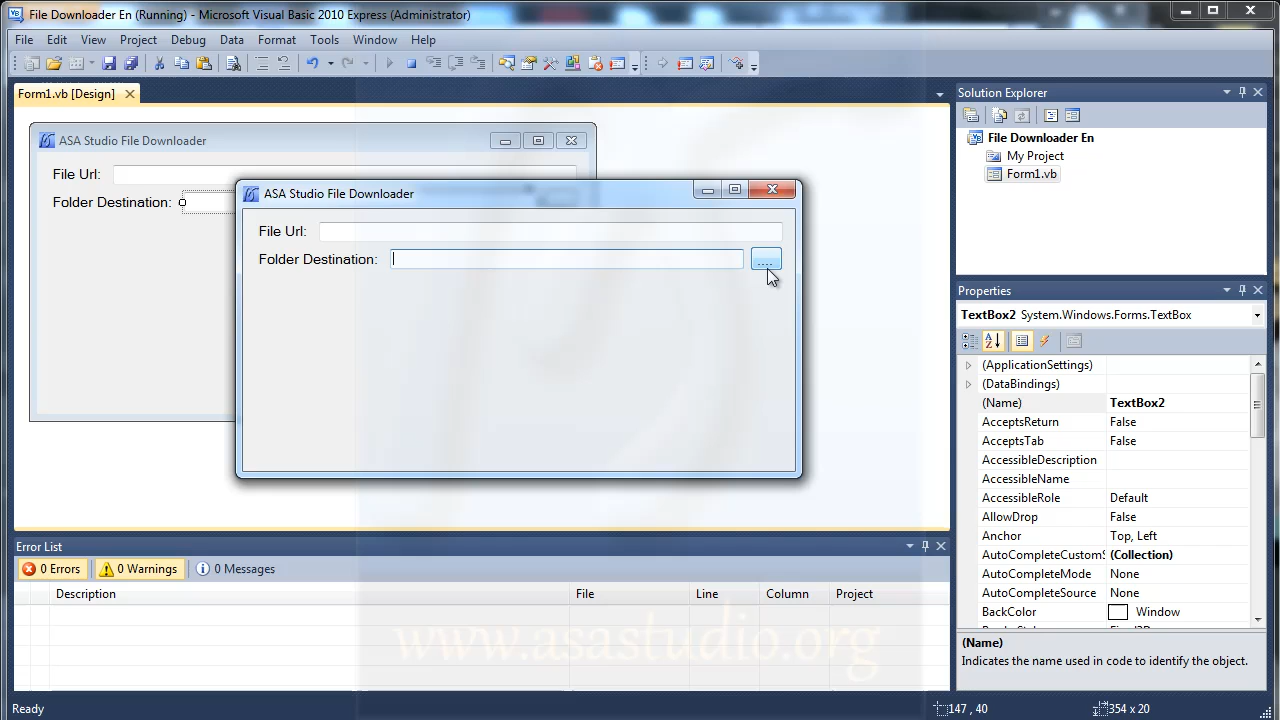 File Downloader En (Running) - Microsoft Visual Basic 2010 Express (Administrator)
File Edit View Project Debug Data Format Tools Window Help
Form1.vb [Design]
ASA Studio File Downloader
File Url:
Folder Destination:
ASA Studio File Downloader
File Url:
Folder Destination:
....
Solution Explorer
File Downloader En
My Project
Form1.vb
Properties
TextBox2 System.Windows.Forms.TextBox
(ApplicationSettings)
(DataBindings)
(Name) TextBox2
AcceptsReturn False
AcceptsTab False
AccessibleDescription
AccessibleName
AccessibleRole Default
AllowDrop False
Anchor Top, Left
AutoCompleteCustomS (Collection)
AutoCompleteMode None
AutoCompleteSource None
BackColor Window
(Name)
Indicates the name used in code to identify the object.
Error List
0 Errors 0 Warnings 0 Messages
Description File Line Column Project
www.asastudio.org
Ready 147 , 40 354 x 20